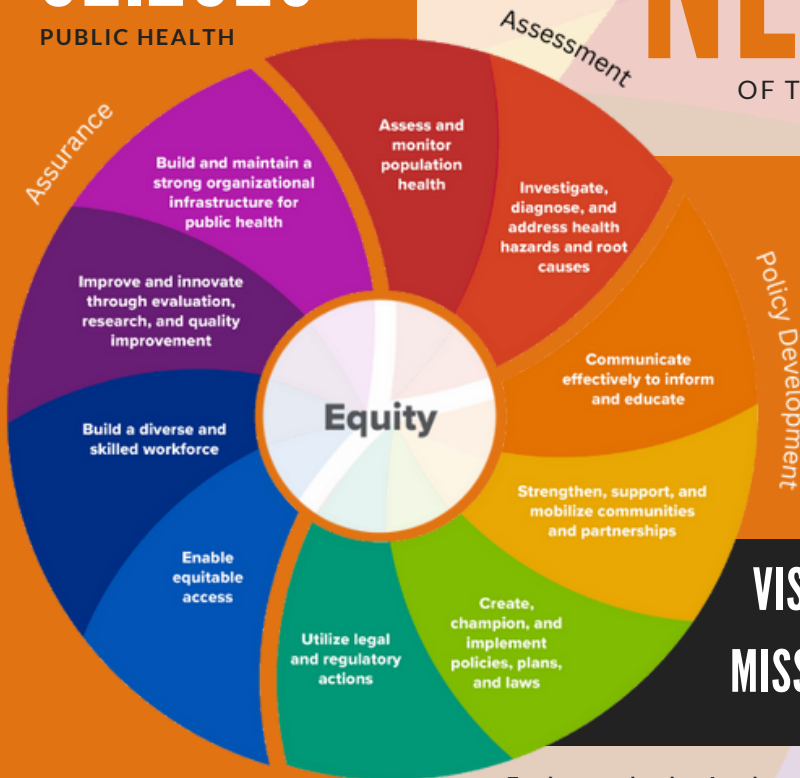 PUBLIC HEALTH
OF T
Assessment
Assurance
Policy Development
Assess and
monitor
population
health
Investigate,
diagnose, and
address health
hazards and root
causes
Communicate
effectively to inform
and educate
Strengthen, support, and
mobilize communities
and partnerships
Create,
champion, and
implement
policies, plans,
and laws
Utilize legal
and regulatory
actions
Enable
equitable
access
Build a diverse and
skilled workforce
Improve and innovate
through evaluation,
research, and quality
improvement
Build and maintain a
strong organizational
infrastructure for
public health
Equity
VIS
MISS